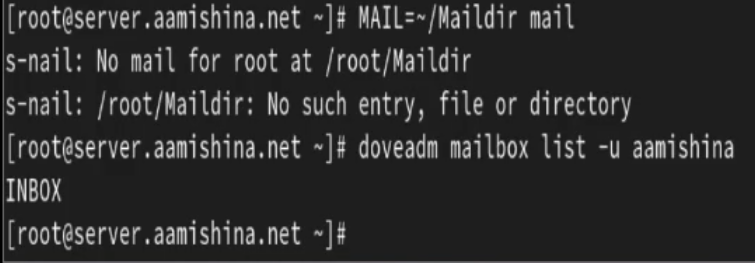 [root@server.aamishina.net ~]# MAIL=~/Maildir mail
s-nail: No mail for root at /root/Maildir
s-nail: /root/Maildir: No such entry, file or directory
[root@server.aamishina.net ~]# doveadm mailbox list -u aamishina
INBOX
[root@server.aamishina.net ~]#